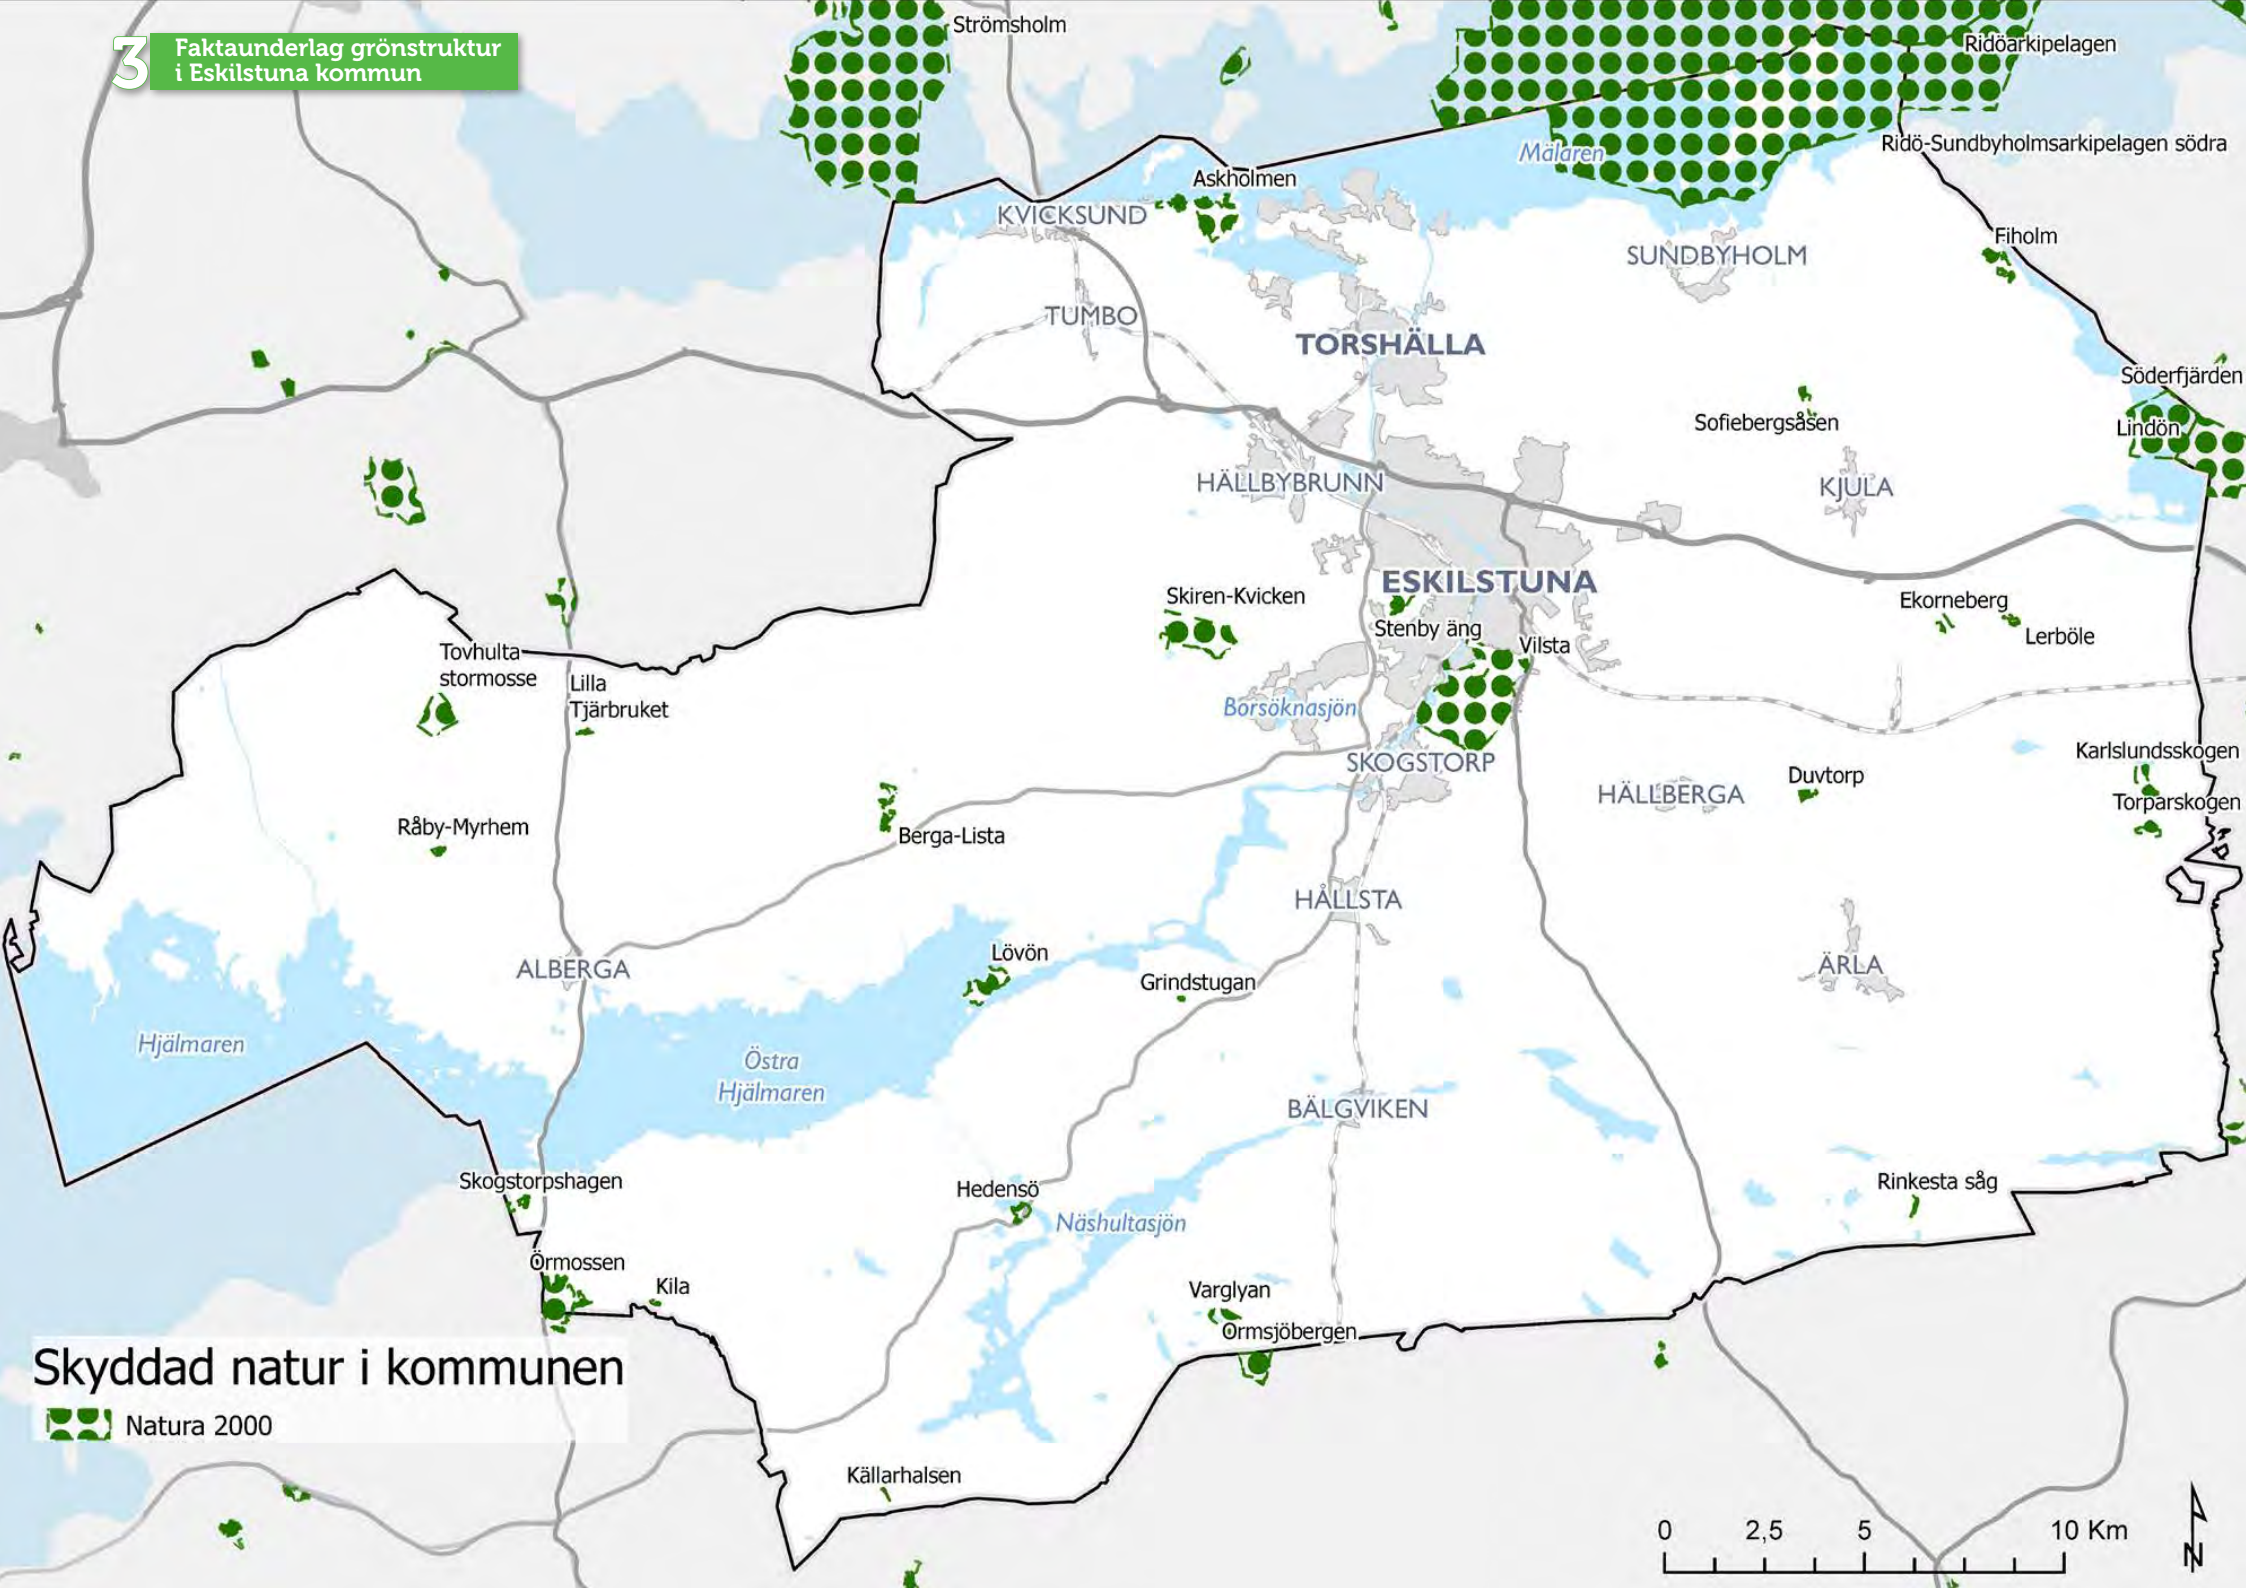 3
Faktaunderlag grönstruktur
i Eskilstuna kommun
Strömsholm
Ridöarkipelagen
Ridö-Sundbyholmsarkipelagen södra
Mälaren
Askholmen
KVICKSUND
Fiholm
SUNDBYHOLM
TUMBO
TORSHÄLLA
Söderfjärden
Sofiebergsåsen
Lindön
HÄLLBYBRUNN
KJULA
ESKILSTUNA
Skiren-Kvicken
Ekorneberg
Stenby äng
Lerböle
Vilsta
Tovhulta
stormosse
Lilla
Tjärbruket
Borsöknasjön
Karlslundsskogen
SKOGSTORP
Duvtorp
HÄLLBERGA
Torparskogen
Råby-Myrhem
Berga-Lista
HÅLLSTA
Lövön
ALBERGA
ÄRLA
Grindstugan
Hjälmaren
Östra
Hjälmaren
BÄLGVIKEN
Skogstorpshagen
Hedensö
Rinkesta såg
Näshultasjön
Örmossen
Kila
Varglyan
Ormsjöbergen
Skyddad natur i kommunen
Natura 2000
Källarhalsen
0 2,5 5 10 Km
N